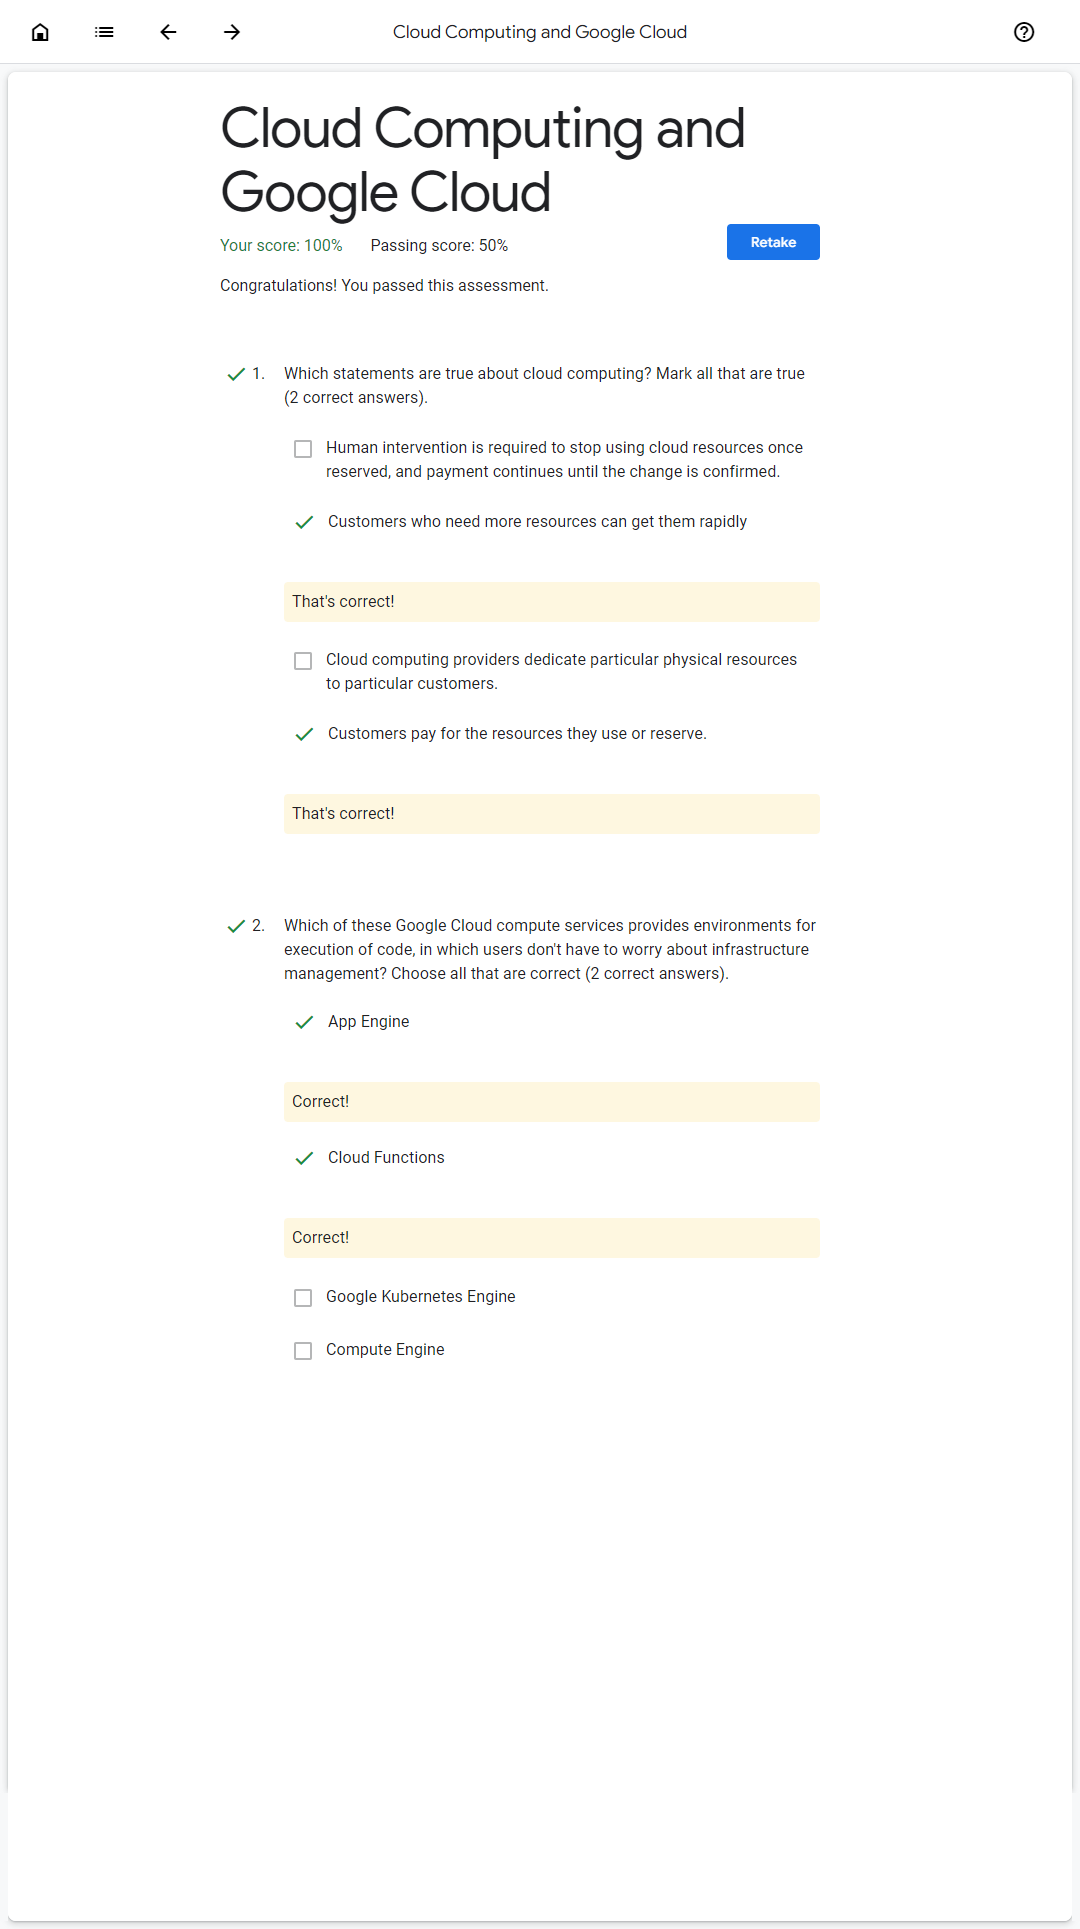 Cloud Computing and Google Cloud
Cloud Computing and
Google Cloud
Your score: 100% Passing score: 50%
Retake
Congratulations! You passed this assessment.
1. Which statements are true about cloud computing? Mark all that are true
(2 correct answers).
Human intervention is required to stop using cloud resources once
reserved, and payment continues until the change is confirmed.
Customers who need more resources can get them rapidly
That's correct!
Cloud computing providers dedicate particular physical resources
to particular customers.
Customers pay for the resources they use or reserve.
That's correct!
2. Which of these Google Cloud compute services provides environments for
execution of code, in which users don't have to worry about infrastructure
management? Choose all that are correct (2 correct answers).
App Engine
Correct!
Cloud Functions
Correct!
Google Kubernetes Engine
Compute Engine